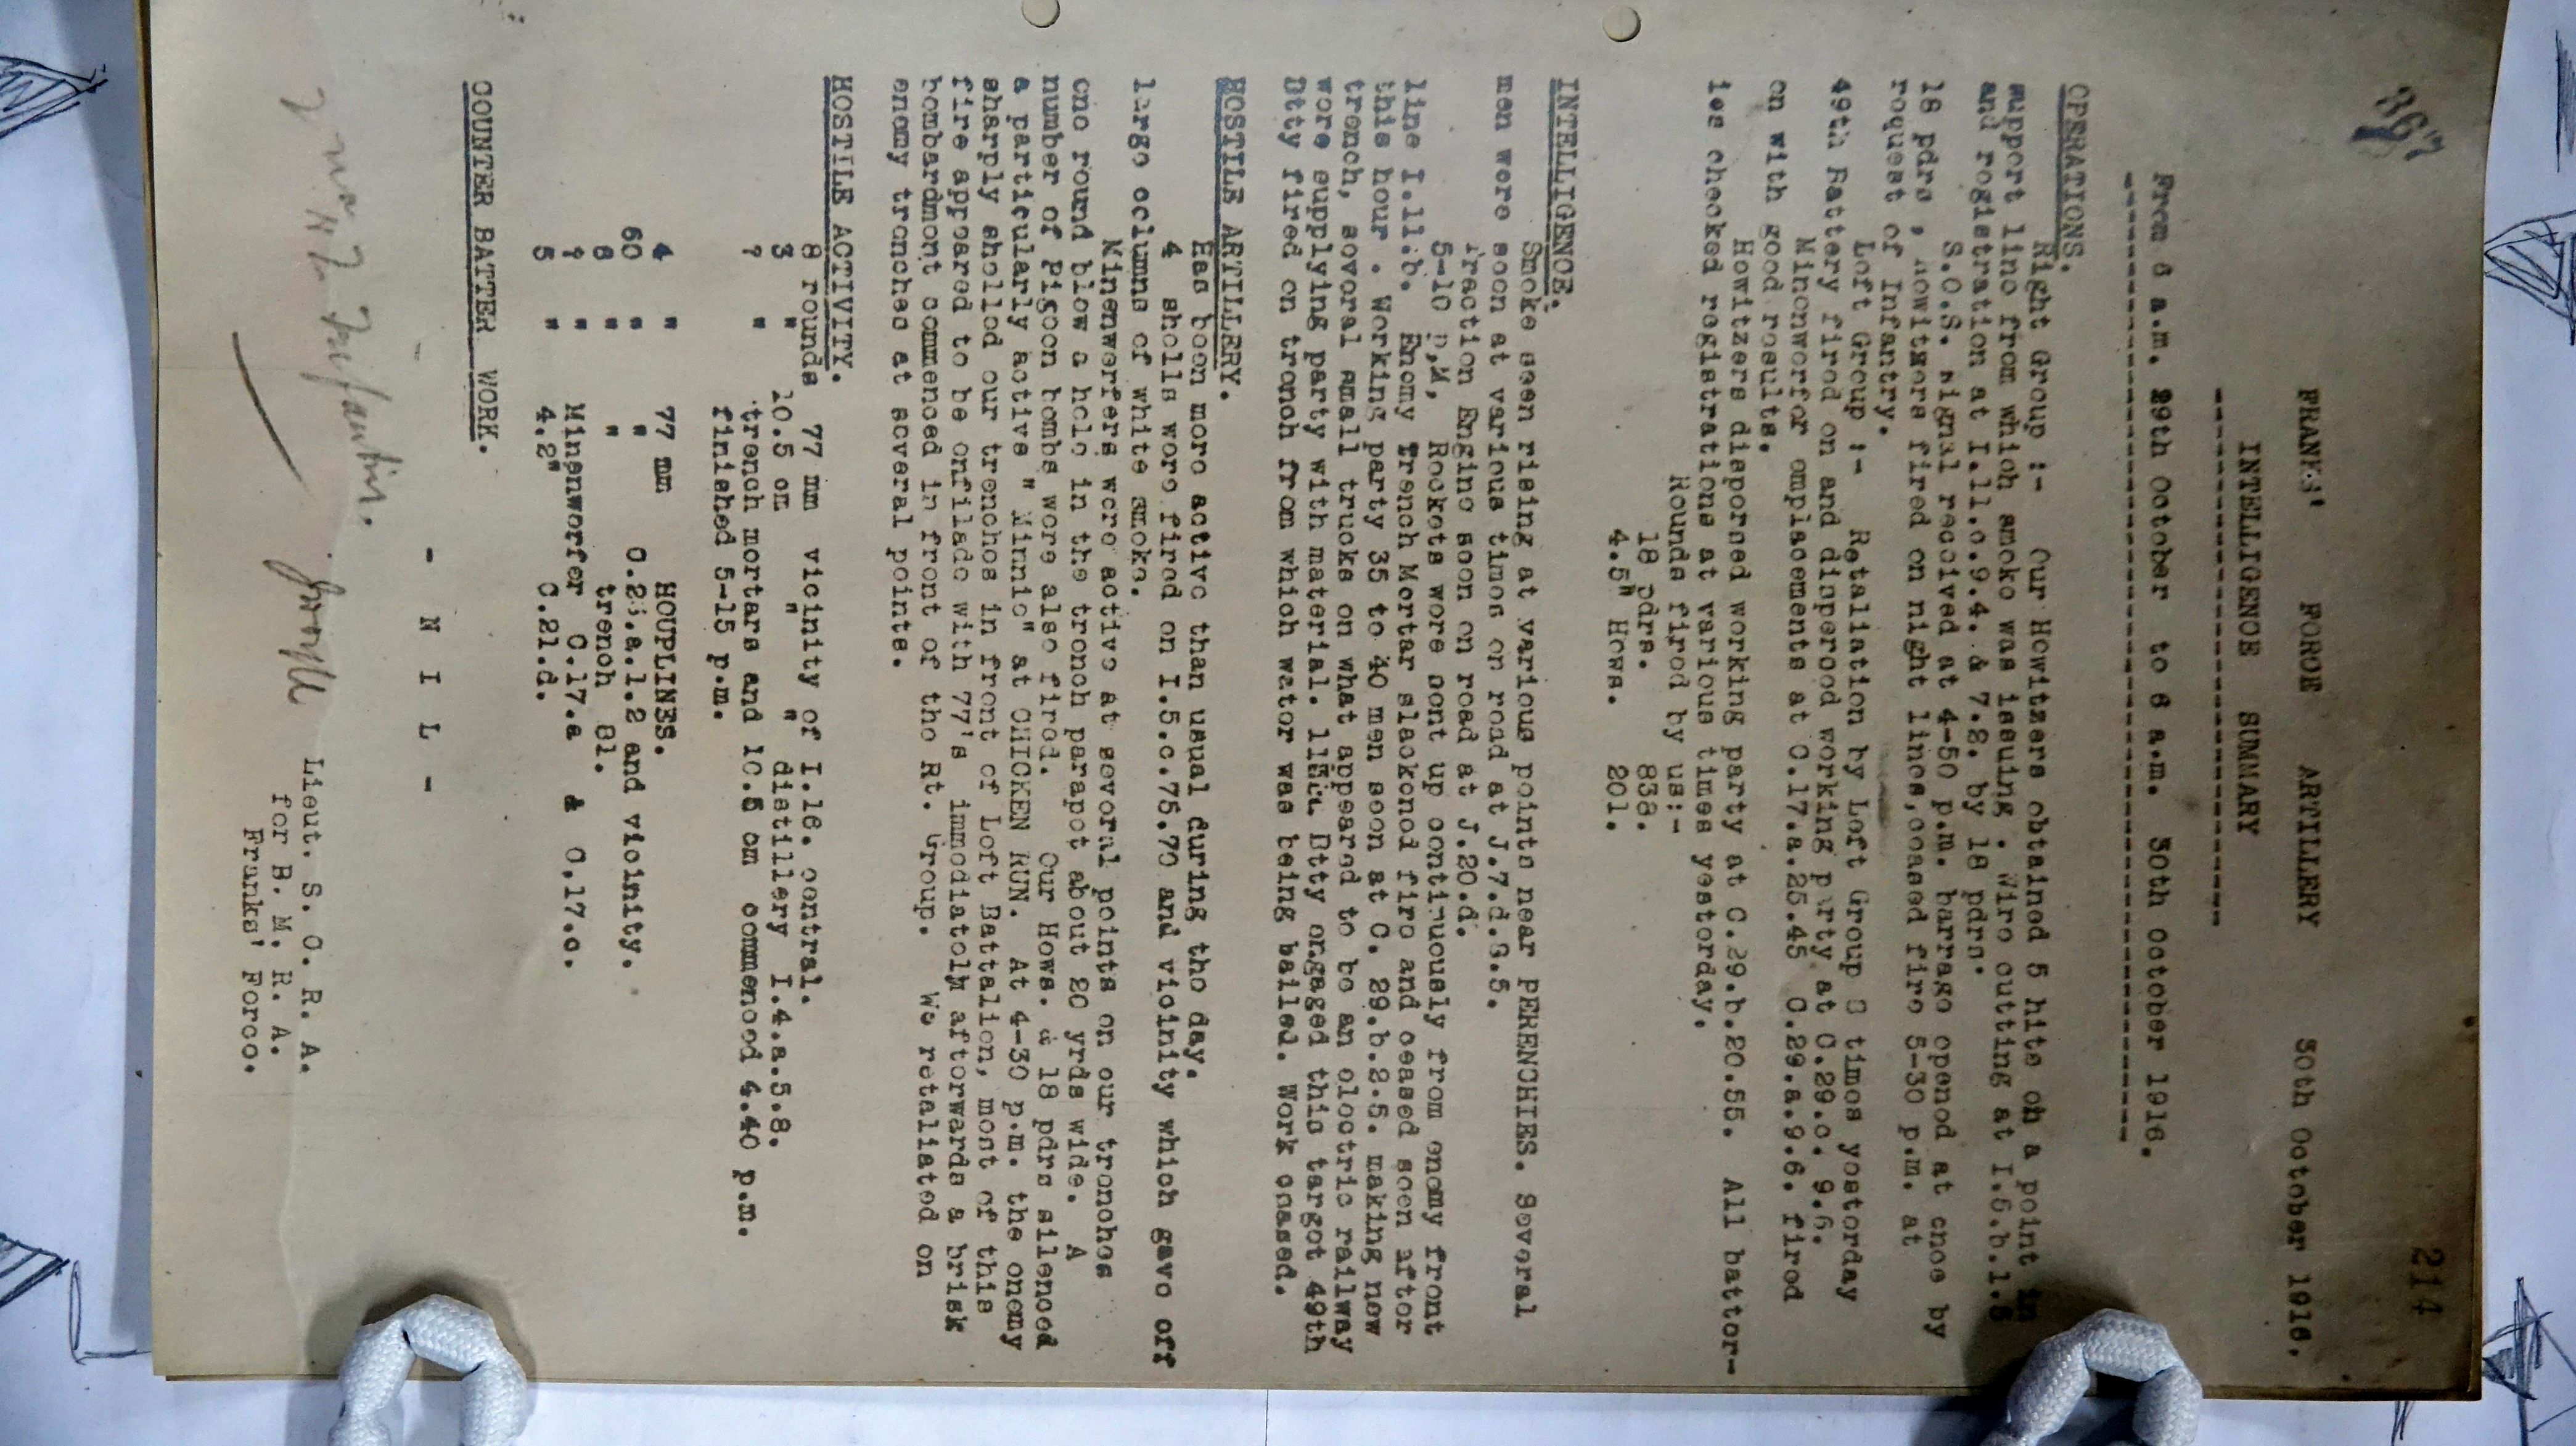 367
214
FRANKS' FORCE ARTILLERY 30th October 1916.
INTELLIGENCE SUMMARY
---------------------------------
From 6 a.m. 29th October to 6 a.m. 30th October 1916.
-----------------------------------------------------------
OPERATIONS.
Right Group :- Our Howitzers obtained 5 hits on a point in
support line from which smoke was issuing . Wire cutting at I.6.b.1.8
and registration at I.11.c.9.4. & 7.2. by 18 pdrs.
S.O.S. signal received at 4-50 p.m. barrage opened at once by
18 pdrs , howitzers fired on night lines, ceased fire 5-30 p.m. at
request of Infantry.
Left Group :- Retaliation by Left Group 3 times yesterday
49th Battery fired on and disperced working party at C.29.c. 9.6.
Minenwerfer emplacements at C.17.a.25.45 C.29.a.9.6. fired
on with good results.
Howitzers dispersed working party at C.29.b.20.55. All batter-
ies checked registrations at various times yesterday.
Rounds fired by us:-
18 pdrs. 838.
4.5" Hows. 201.
INTELLIGENCE.
Smoke seen rising at various points near PERENCHIES. Several
men were seen at various times on road at J.7.d.3.5.
Traction Engine seen on road at J.20.d.
5-10 p,M, Rockets were sent up continuously from enemy front
line I.11.b. Enemy Trench Mortar slackened fire and ceased soon after
this hour . Working party 35 to 40 men seen at C. 29.b.2.5. making new
trench, several small trucks on what appeared to be an electric railway
were supplying party with material. Btty engaged this target 49th
Btty fired on trench from which water was being bailed. Work ceased.
HOSTILE ARTILLERY.
Has been more active than usual during the day.
4 shells were fired on I.5.c.75.70 and vicinity which gave off
large columns of white smoke.
Minenwerfers were active at several points on our trenches
one round blew a hole in the trench parapet about 20 yrds wide. A
number of Pigeon bombs were also fired. Our Hows. & 18 pdrs silenced
a particularly active " Minnie" at CHICKEN RUN. At 4-30 p.m. the enemy
sharply shelled our trenches in front of Left Battalion, most of this
fire appeared to be enfilade with 77's immediately afterwards a brisk
bombardment commenced in front of the Rt. Group. We retaliated on
enemy trenches at several points.
HOSTILE ACTIVITY.
8 rounds 77 mm vicinity of I.16. central.
3 " 10.5 cm " " distillery I.4.a.5.8.
7 " trench mortars and 10.5 cm commenced 4.40 p.m.
finished 5-15 p.m.
HOUPLINES.
4 " 77 mm C.23.a.1.2 and vicinity.
60 " " trench 81.
8 " "
7 " Minenworfer C.17.a & C.17.c.
5 " 4.2" C.21.d.
COUNTER BATTER WORK.
- N I L -
Lieut. S. O. R. A.
for B. M. R. A.
Franks' Force.